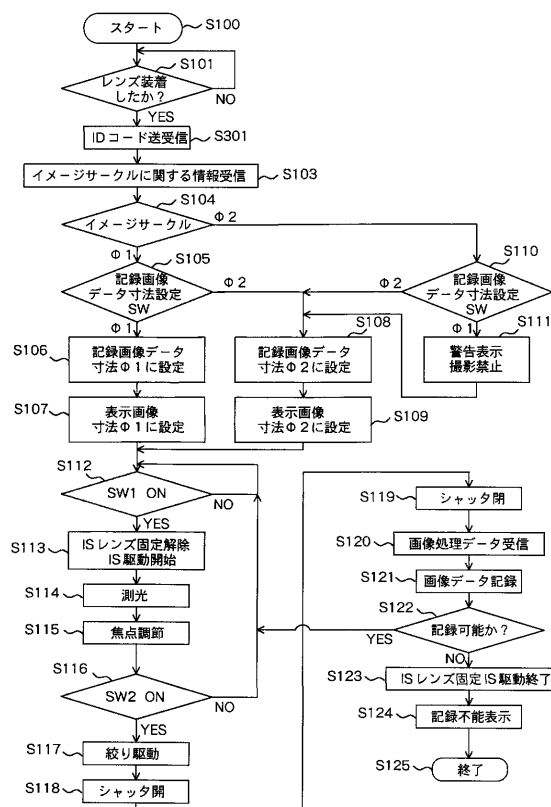 スタート
S100
S101
レンズ装着
したか？
NO
YES
IDコード送受信
S301
イメージサークルに関する情報受信
S103
S104
イメージサークル
Φ2
Φ1
S105
記録画像
データ寸法設定
SW
Φ2
Φ1
S110
記録画像
データ寸法設定
SW
Φ2
Φ1
S111
警告表示
撮影禁止
S106
記録画像データ
寸法Φ1に設定
S108
記録画像データ
寸法Φ2に設定
S107
表示画像
寸法Φ1に設定
表示画像
寸法Φ2に設定
S109
S112
SW1 ON
NO
YES
S113
ISレンズ固定解除
IS駆動開始
S114
測光
S115
焦点調節
S116
SW2 ON
NO
YES
S117
絞り駆動
S118
シャッタ開
S119
シャッタ閉
S120
画像処理データ受信
S121
画像データ記録
S122
記録可能か？
YES
NO
S123
ISレンズ固定IS駆動終了
S124
記録不能表示
S125
終了